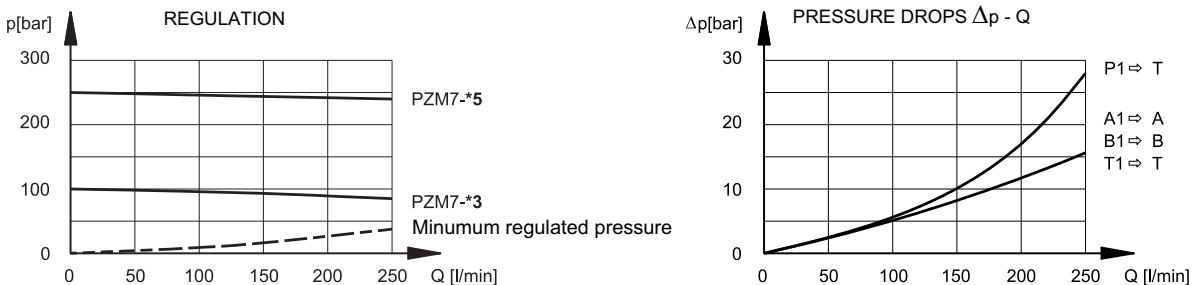 REGULATION
p[bar]
300
200
100
0
0 50 100 150 200 250 Q [l/min]
PZM7-*5
PZM7-*3
Minumum regulated pressure
PRESSURE DROPS Δp - Q
Δp[bar]
30
20
10
0
0 50 100 150 200 250 Q [l/min]
P1⇨ T
A1⇨ A
B1⇨ B
T1⇨ T